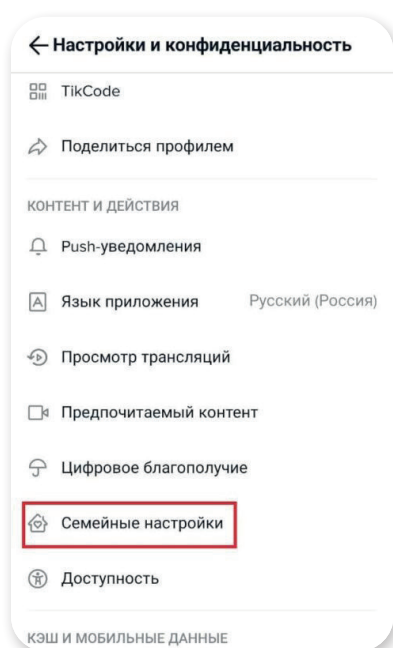 Настройки и конфиденциальность
TikCode
Поделиться профилем
КОНТЕНТ И ДЕЙСТВИЯ
Push-уведомления
Язык приложения Русский (Россия)
Просмотр трансляций
Предпочитаемый контент
Цифровое благополучие
Семейные настройки
Доступность
КЭШ И МОБИЛЬНЫЕ ДАННЫЕ